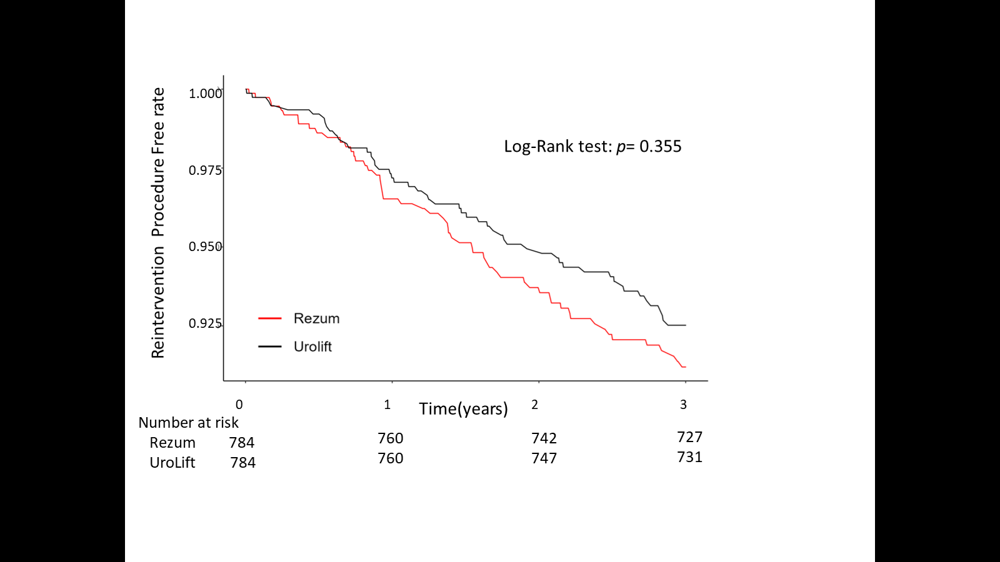 Reintervention Procedure Free rate
1.000
0.975
0.950
0.925
Log-Rank test: p= 0.355
Rezum
Urolift
0 1 2 3
Time(years)
Number at risk
Rezum 784 760 742 727
UroLift 784 760 747 731